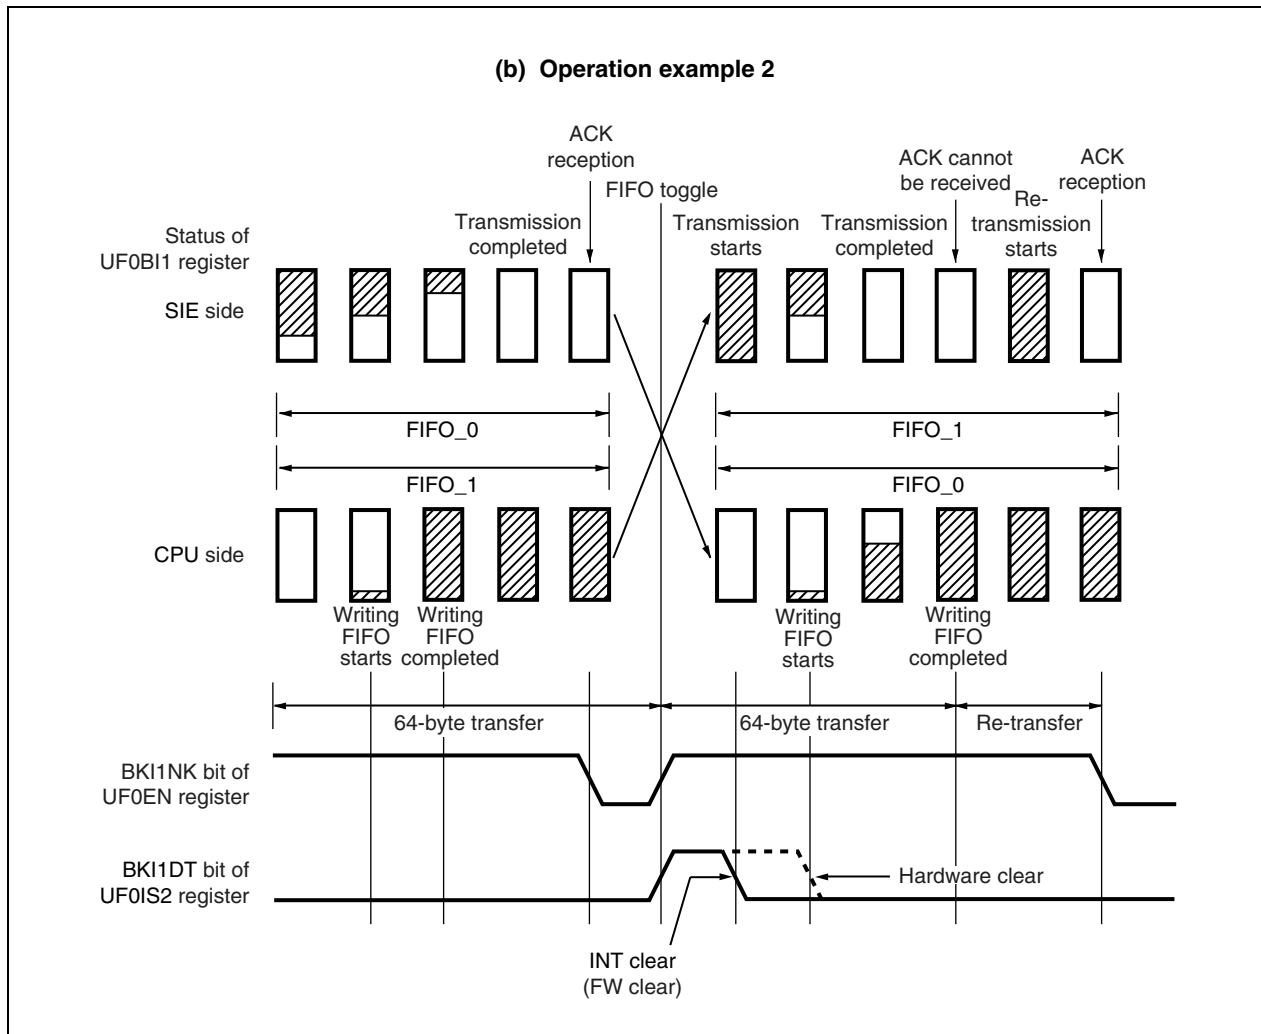 (b) Operation example 2
ACK
reception
FIFO toggle
ACK cannot
be received
ACK
reception
Status of
UF0BI1 register
Transmission
completed
Transmission
starts
Transmission
completed
Re-
transmission
starts
SIE side
FIFO_0
FIFO_1
FIFO_1
FIFO_0
CPU side
Writing
FIFO
starts
Writing
FIFO
completed
Writing
FIFO
starts
Writing
FIFO
completed
64-byte transfer
64-byte transfer
Re-transfer
BKI1NK bit of
UF0EN register
BKI1DT bit of
UF0IS2 register
Hardware clear
INT clear
(FW clear)